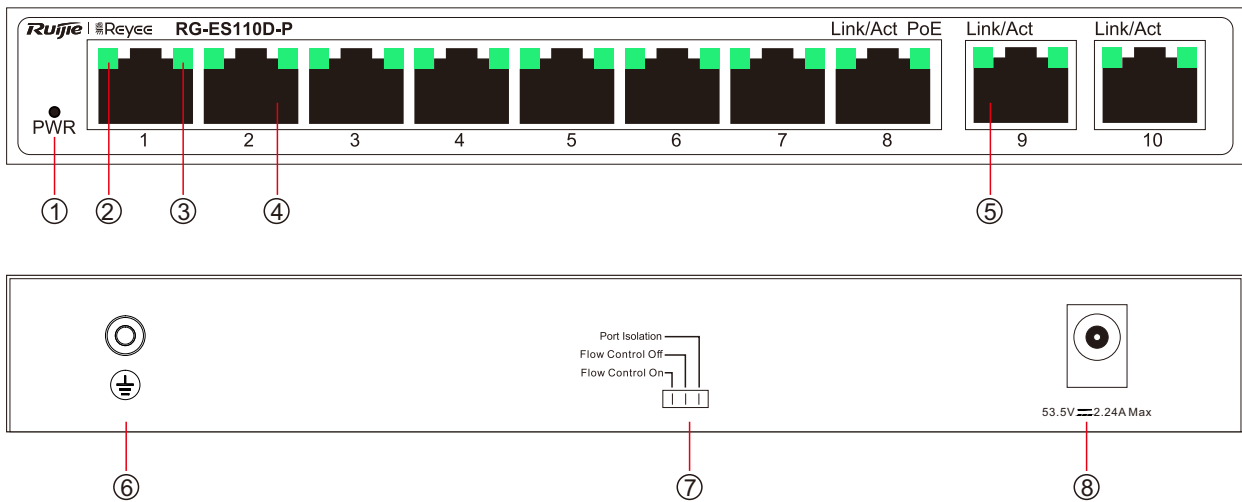 Ruijie Reyee RG-ES110D-P Link/Act PoE Link/Act Link/Act
PWR
1 2 3 4 5 6 7 8 9 10
① ② ③ ④ ⑤
Port Isolation
Flow Control Off
Flow Control On
53.5V 2.24A Max
⑥ ⑦ ⑧